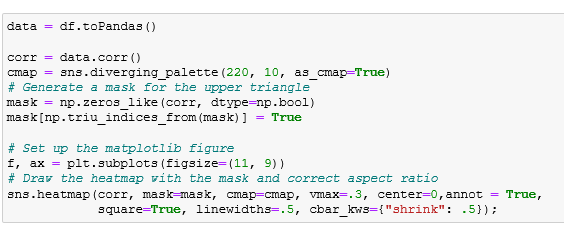 data = df.toPandas()
corr = data.corr()
cmap = sns.diverging_palette(220, 10, as_cmap=True)
# Generate a mask for the upper triangle
mask = np.zeros_like(corr, dtype=np.bool)
mask[np.triu_indices_from(mask)] = True
# Set up the matplotlib figure
f, ax = plt.subplots(figsize=(11, 9))
# Draw the heatmap with the mask and correct aspect ratio
sns.heatmap(corr, mask=mask, cmap=cmap, vmax=.3, center=0,annot = True,
            square=True, linewidths=.5, cbar_kws={"shrink": .5});